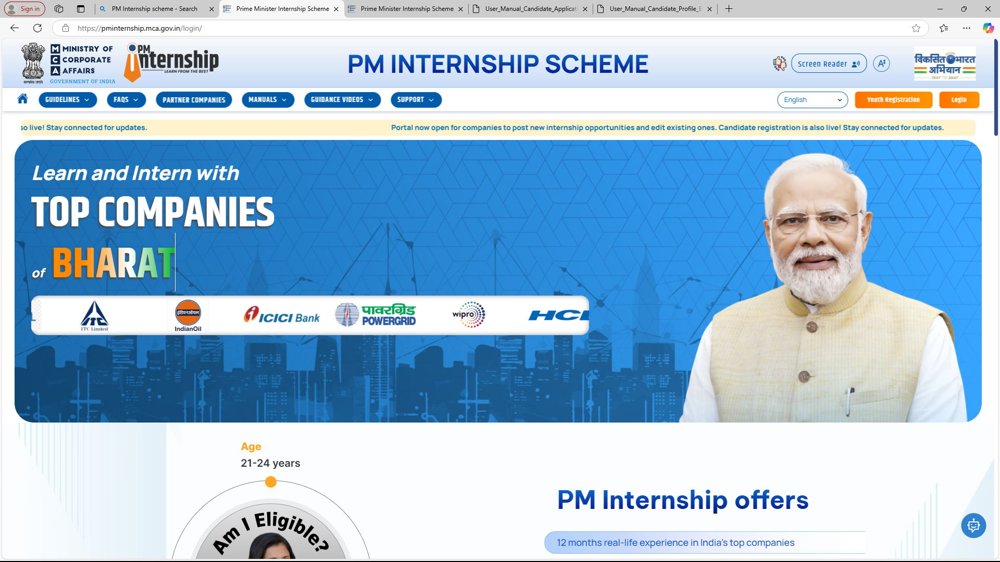 Sign in
PM Internship scheme - Search
Prime Minister Internship Scheme
Prime Minister Internship Scheme
User_Manual_Candidate_Applicati
User_Manual_Candidate_Profile_E
https://pminternship.mca.gov.in/login/
सत्यमेव जयते
MINISTRY OF
CORPORATE
AFFAIRS
M
C
A
GOVERNMENT OF INDIA
PM
internship
LEARN FROM THE BEST
PM INTERNSHIP SCHEME
Screen Reader
A
विकसित भारत
अभियान
1947 TO 2047
GUIDELINES
FAQS
PARTNER COMPANIES
MANUALS
GUIDANCE VIDEOS
SUPPORT
English
Youth Registration
Login
so live! Stay connected for updates.
Portal now open for companies to post new internship opportunities and edit existing ones. Candidate registration is also live! Stay connected for updates.
Learn and Intern with
TOP COMPANIES
of BHARAT
ITC Limited
इंडियनऑयल
IndianOil
ICICI Bank
पावरग्रिड
POWERGRID
wipro
HCL
Age
21-24 years
Am I Eligible?
PM Internship offers
12 months real-life experience in India's top companies